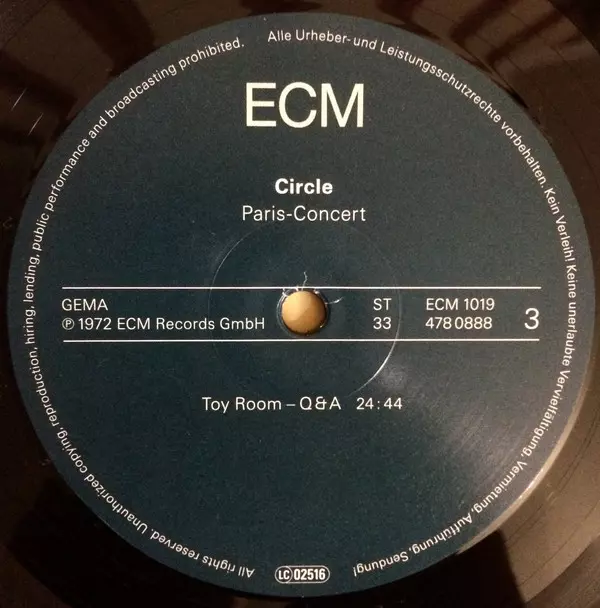 Alle Urheber- und Leistungsschutzrechte vorbehalten. Kein Verleih! Keine unerlaubte Vervielfältigung, Vermietung, Aufführung, Sendung!
ECM
Circle
Paris-Concert
GEMA ST ECM 1019
℗ 1972 ECM Records GmbH 33 478 0888 3
Toy Room – Q & A 24:44
All rights reserved. Unauthorized copying, reproduction, hiring, lending, public performance and broadcasting prohibited.
LC 02516